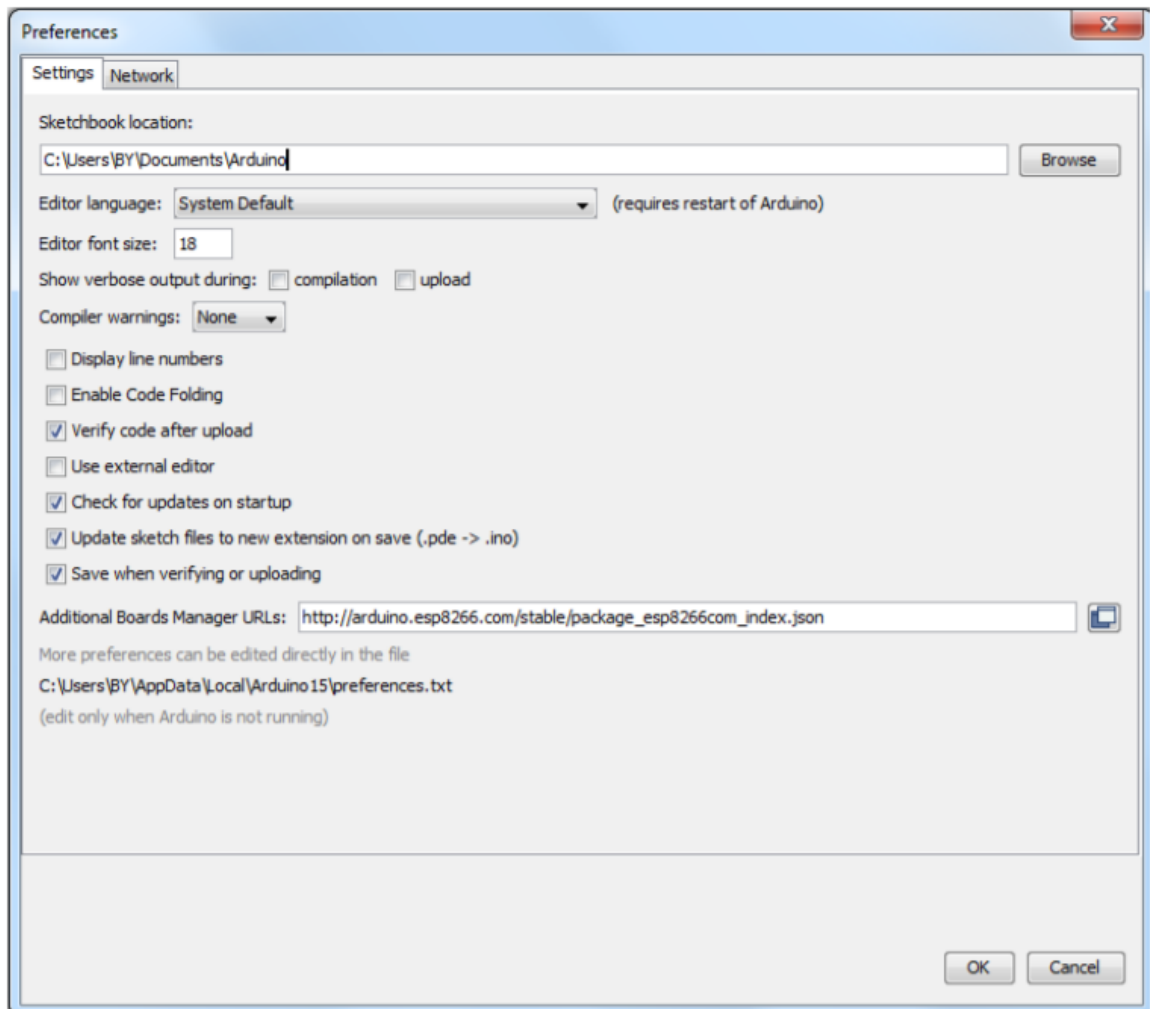 Preferences
Settings Network
Sketchbook location:
C:\Users\BY\Documents\Arduino Browse
Editor language: System Default (requires restart of Arduino)
Editor font size: 18
Show verbose output during: compilation upload
Compiler warnings: None
Display line numbers
Enable Code Folding
Verify code after upload
Use external editor
Check for updates on startup
Update sketch files to new extension on save (.pde -> .ino)
Save when verifying or uploading
Additional Boards Manager URLs: http://arduino.esp8266.com/stable/package_esp8266com_index.json
More preferences can be edited directly in the file
C:\Users\BY\AppData\Local\Arduino15\preferences.txt
(edit only when Arduino is not running)
OK Cancel